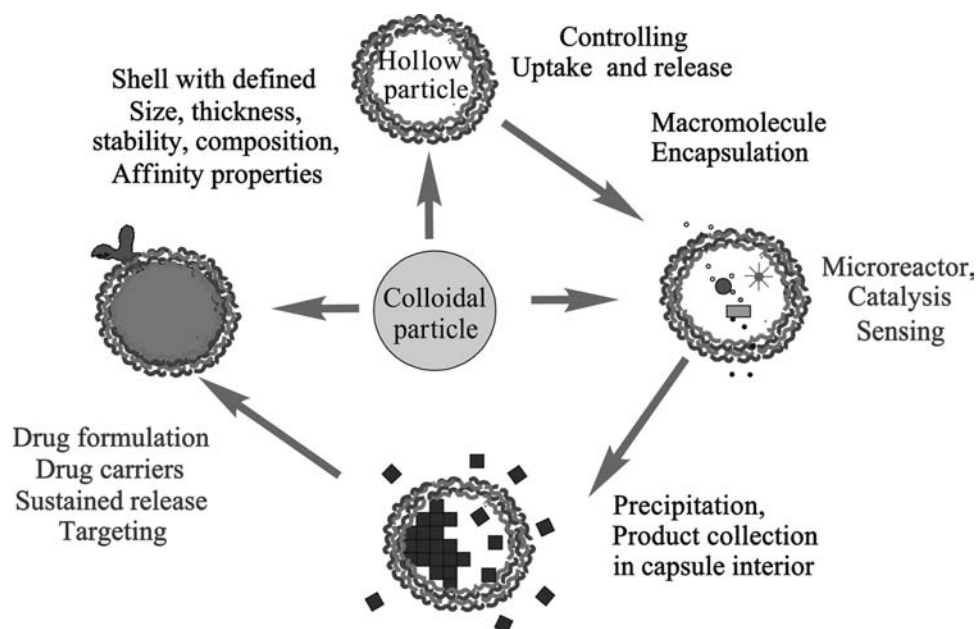 Hollow
particle
Controlling
Uptake and release
Shell with defined
Size, thickness,
stability, composition,
Affinity properties
Macromolecule
Encapsulation
Colloidal
particle
Microreactor,
Catalysis
Sensing
Drug formulation
Drug carriers
Sustained release
Targeting
Precipitation,
Product collection
in capsule interior